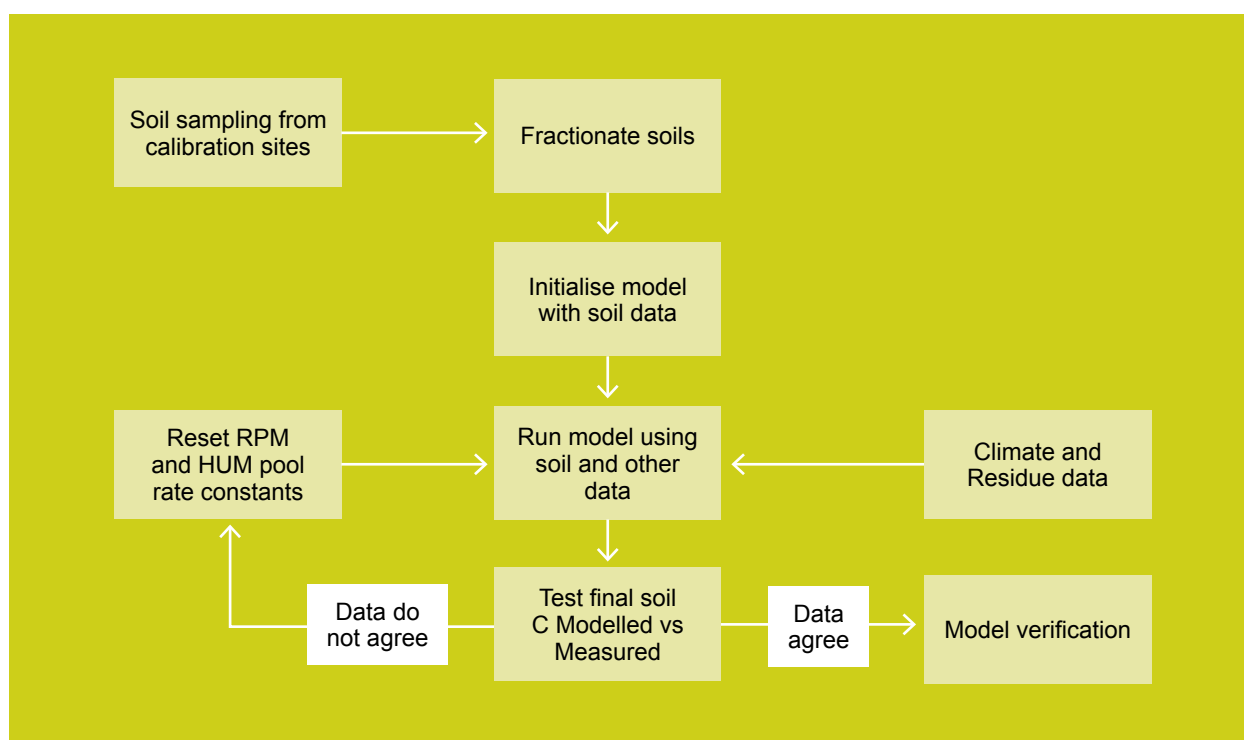 Soil sampling from
calibration sites
Fractionate soils
Initialise model
with soil data
Reset RPM
and HUM pool
rate constants
Run model using
soil and other
data
Climate and
Residue data
Data do
not agree
Test final soil
C Modelled vs
Measured
Data
agree
Model verification